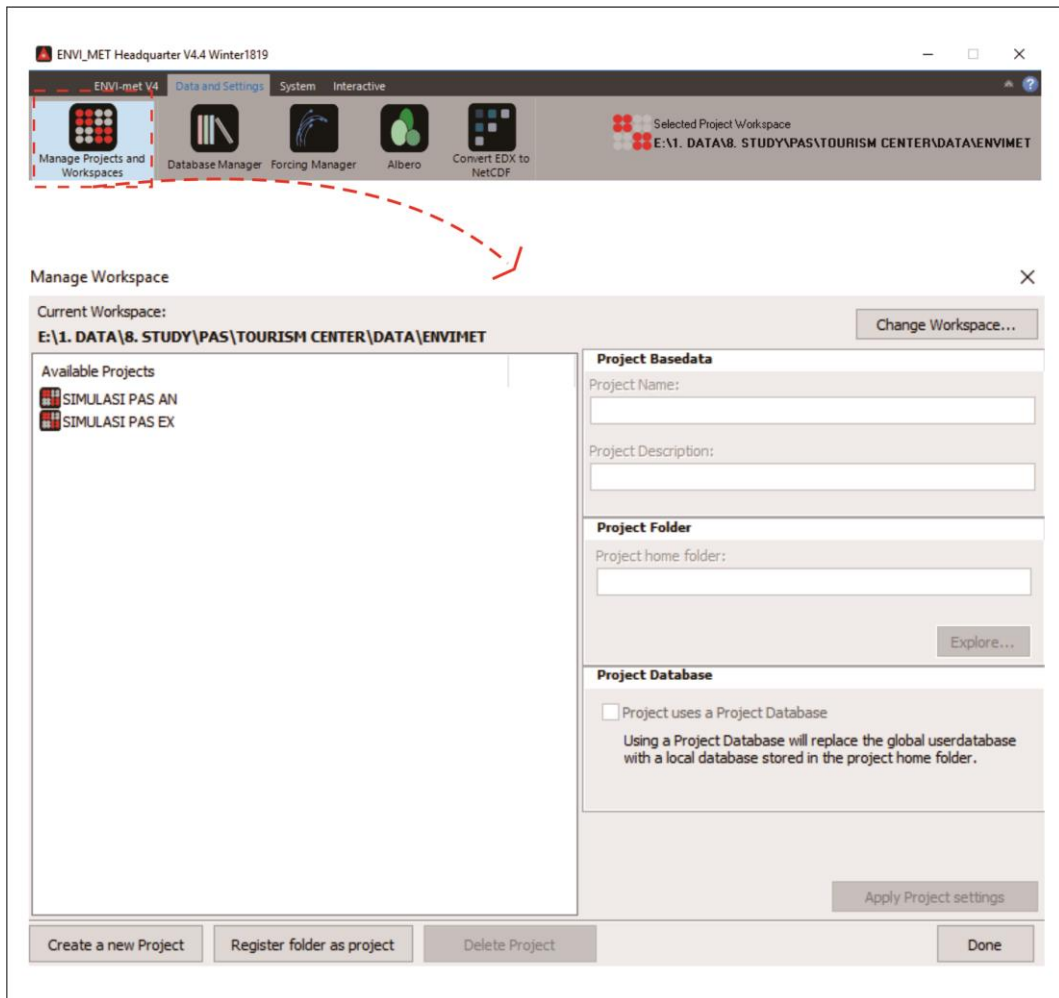 ENVI_MET Headquarter V4.4 Winter1819
ENVI-met V4 Data and Settings System Interactive
Manage Projects and
Workspaces
Database Manager
Forcing Manager
Albero
Convert EDX to
NetCDF
Selected Project Workspace
E:\1. DATA\8. STUDY\PAS\TOURISM CENTER\DATA\ENVIMET
Manage Workspace
Current Workspace:
E:\1. DATA\8. STUDY\PAS\TOURISM CENTER\DATA\ENVIMET
Change Workspace...
Available Projects
SIMULASI PAS AN
SIMULASI PAS EX
Project Basedata
Project Name:
Project Description:
Project Folder
Project home folder:
Explore...
Project Database
Project uses a Project Database
Using a Project Database will replace the global userdatabase
with a local database stored in the project home folder.
Apply Project settings
Create a new Project
Register folder as project
Delete Project
Done